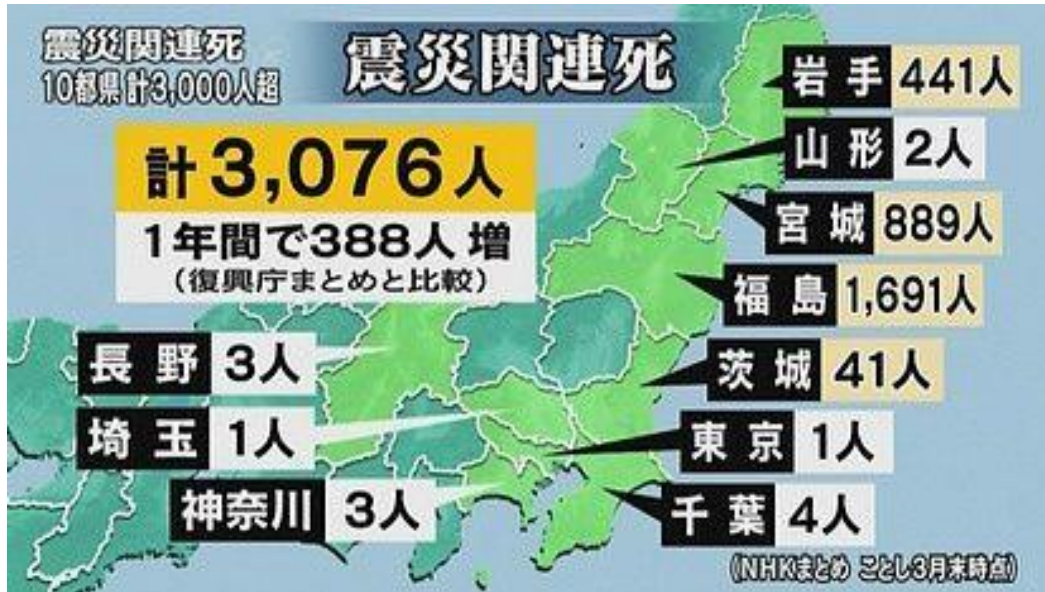 震災関連死
10都県 計3,000人超
震災関連死
計3,076人
1年間で388人 増
(復興庁まとめと比較)
岩手 441人
山形 2人
宮城 889人
福島 1,691人
茨城 41人
東京 1人
千葉 4人
長野 3人
埼玉 1人
神奈川 3人
(NHKまとめ ことし3月末時点)